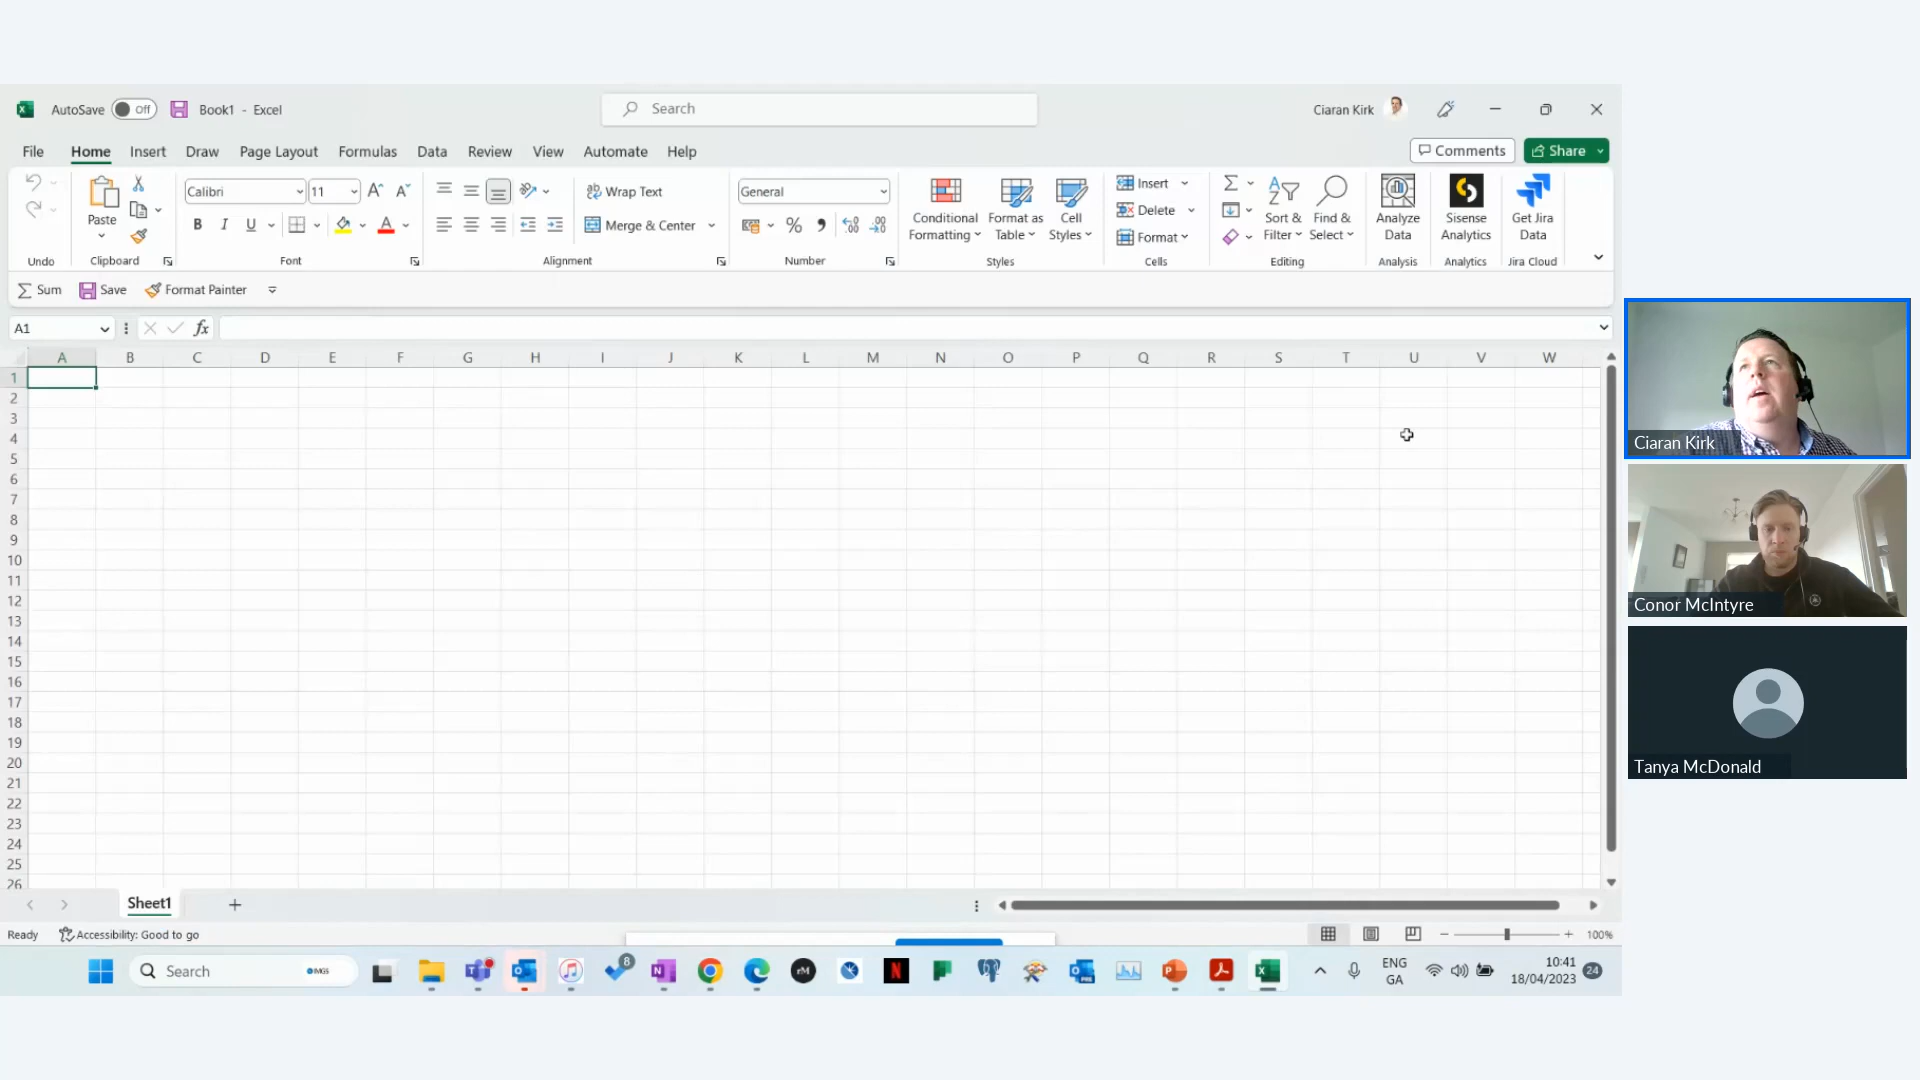 AutoSave Off Book1 - Excel Search Ciaran Kirk
File Home Insert Draw Page Layout Formulas Data Review View Automate Help Comments Share
Undo
Paste
Clipboard
Calibri 11
B I U A
Font
Wrap Text
Merge & Center
Alignment
General
%
Number
Conditional
Formatting
Format as
Table
Cell
Styles
Styles
Insert
Delete
Format
Cells
Sort &
Filter
Find &
Select
Editing
Analyze
Data
Analysis
Sisense
Analytics
Analytics
Get Jira
Data
Jira Cloud
Sum Save Format Painter
A1 fx
A B C D E F G H I J K L M N O P Q R S T U V W
1
2
3
4
5
6
7
8
9
10
11
12
13
14
15
16
17
18
19
20
21
22
23
24
25
26
Sheet1
Ready Accessibility: Good to go 100%
Search IMGS 8 rM ENG GA 10:41 18/04/2023 24
Ciaran Kirk
Conor McIntyre
Tanya McDonald